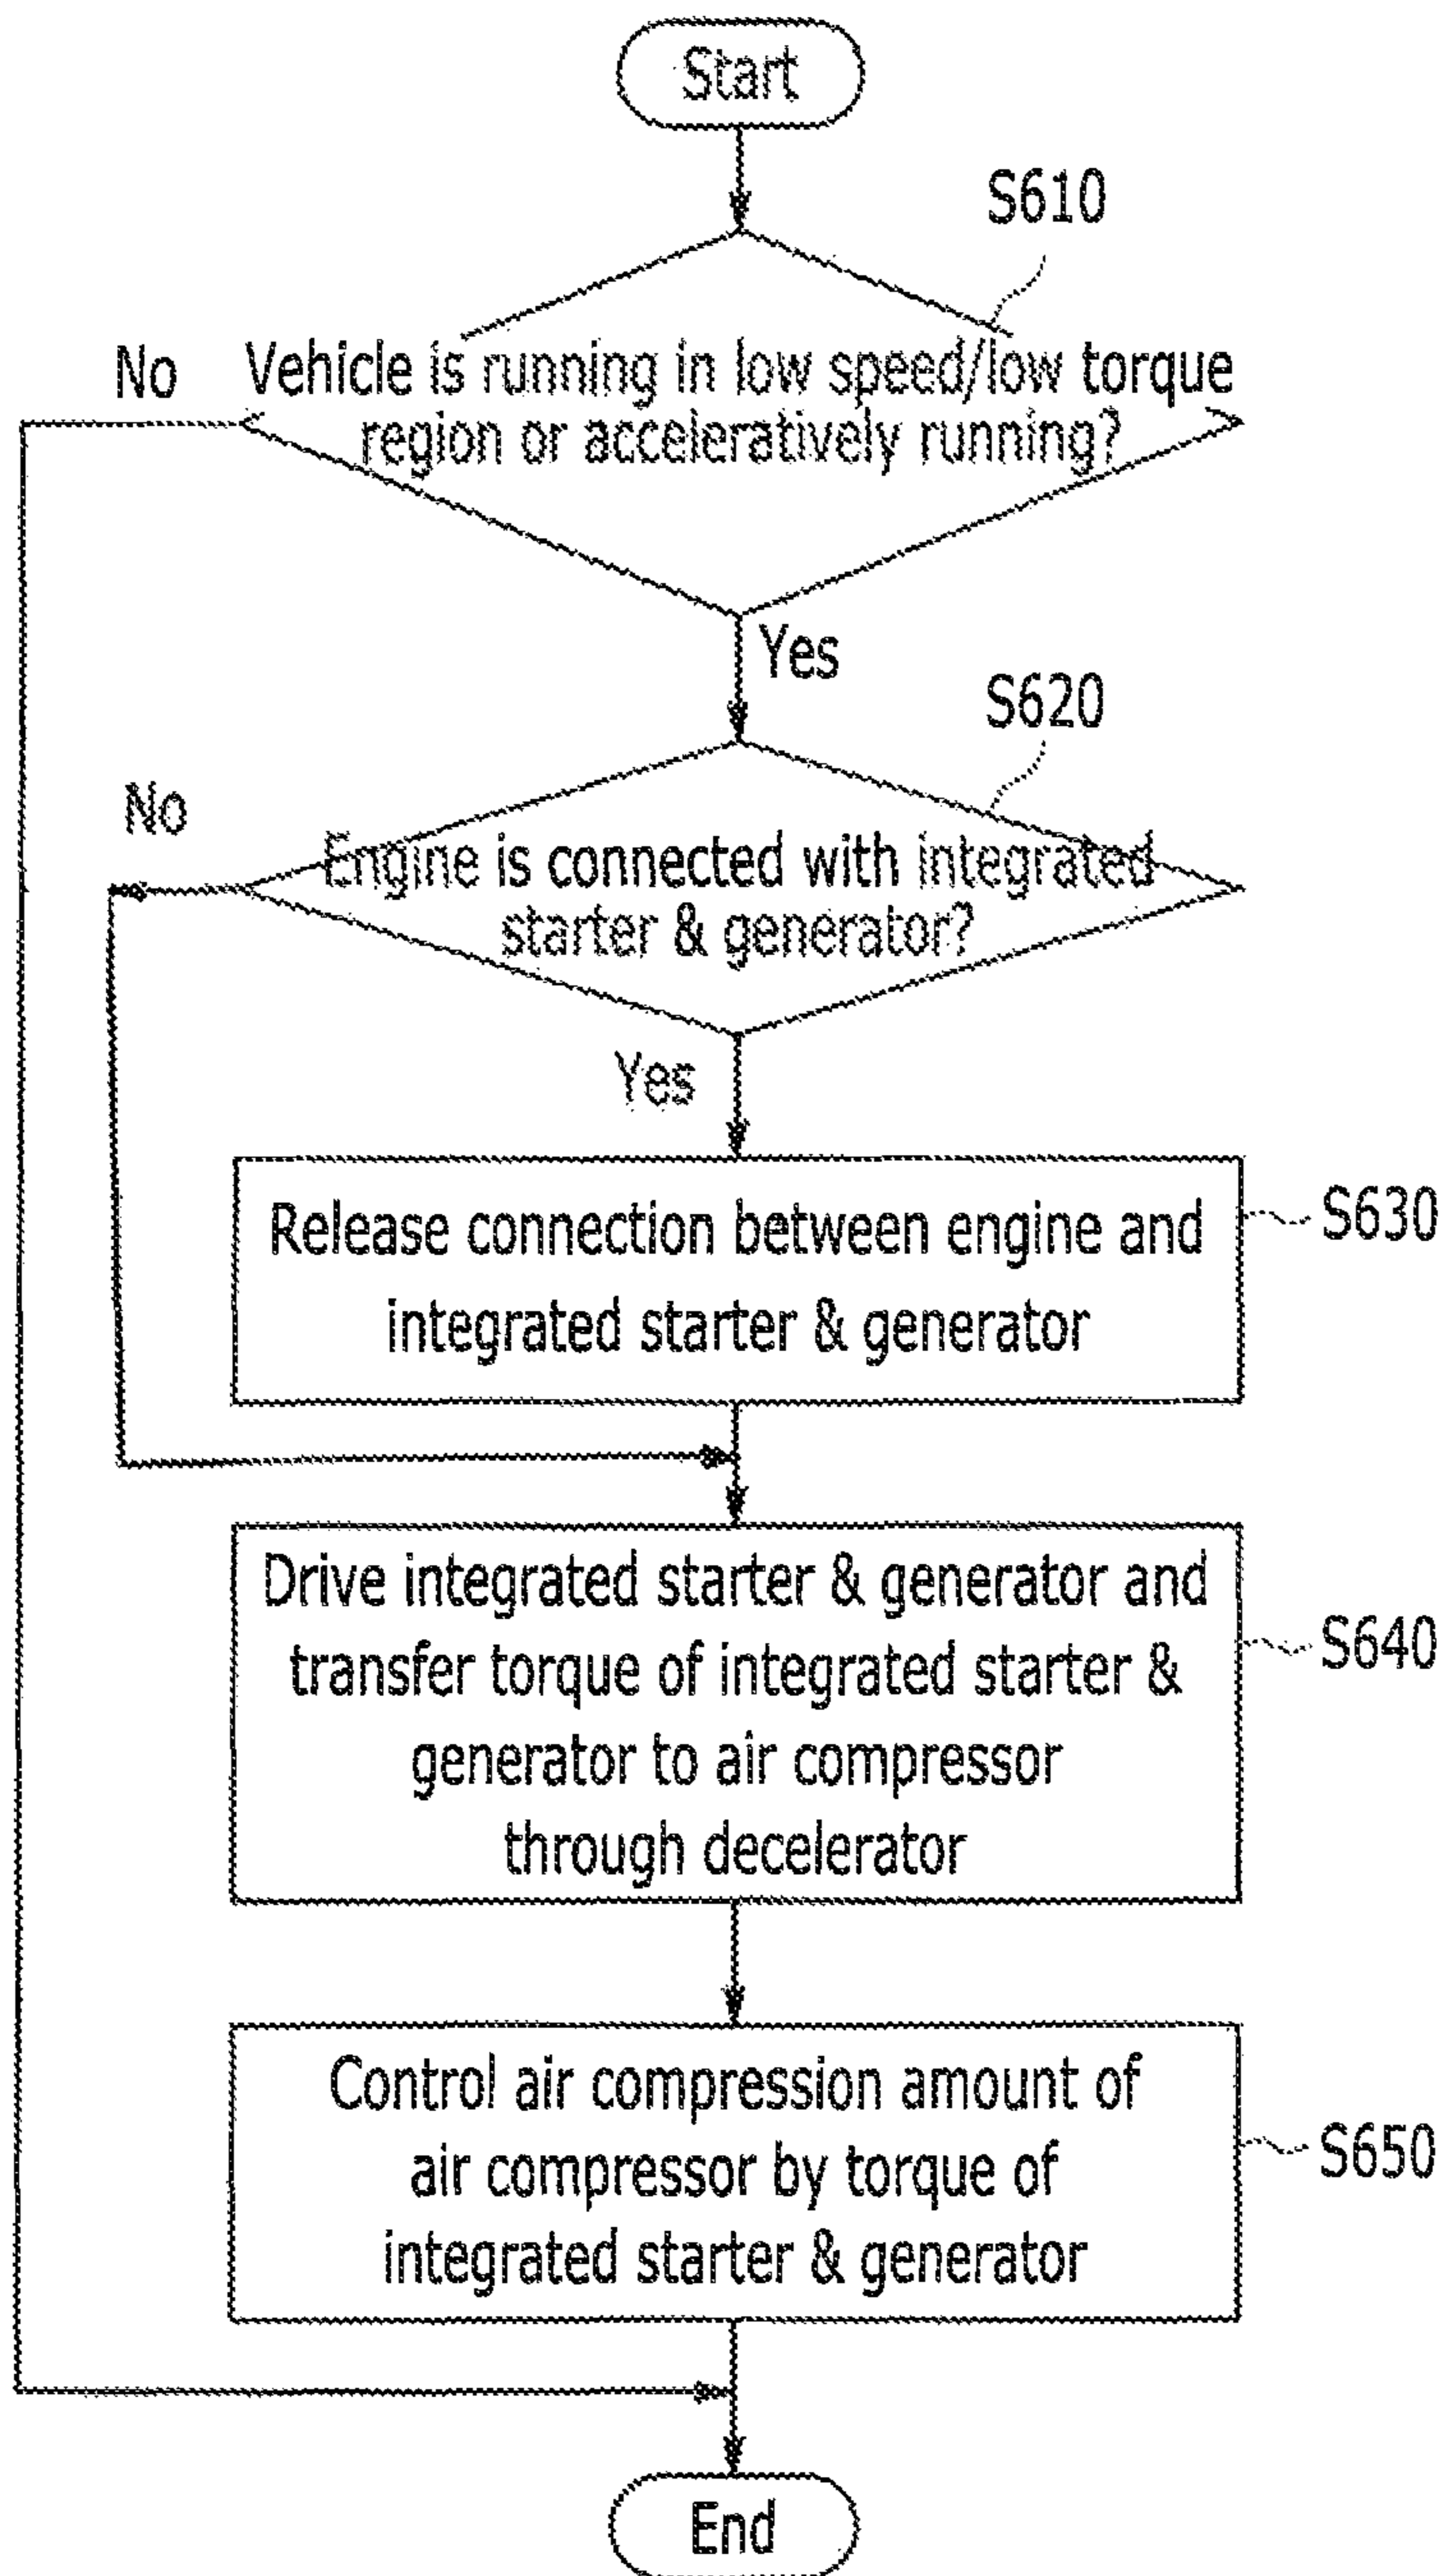 Start
S610
No
Vehicle is running in low speed/low torque
region or acceleratively running?
Yes
S620
No
Engine is connected with integrated
starter & generator?
Yes
Release connection between engine and
integrated starter & generator
S630
Drive integrated starter & generator and
transfer torque of integrated starter &
generator to air compressor
through decelerator
S640
Control air compression amount of
air compressor by torque of
integrated starter & generator
S650
End